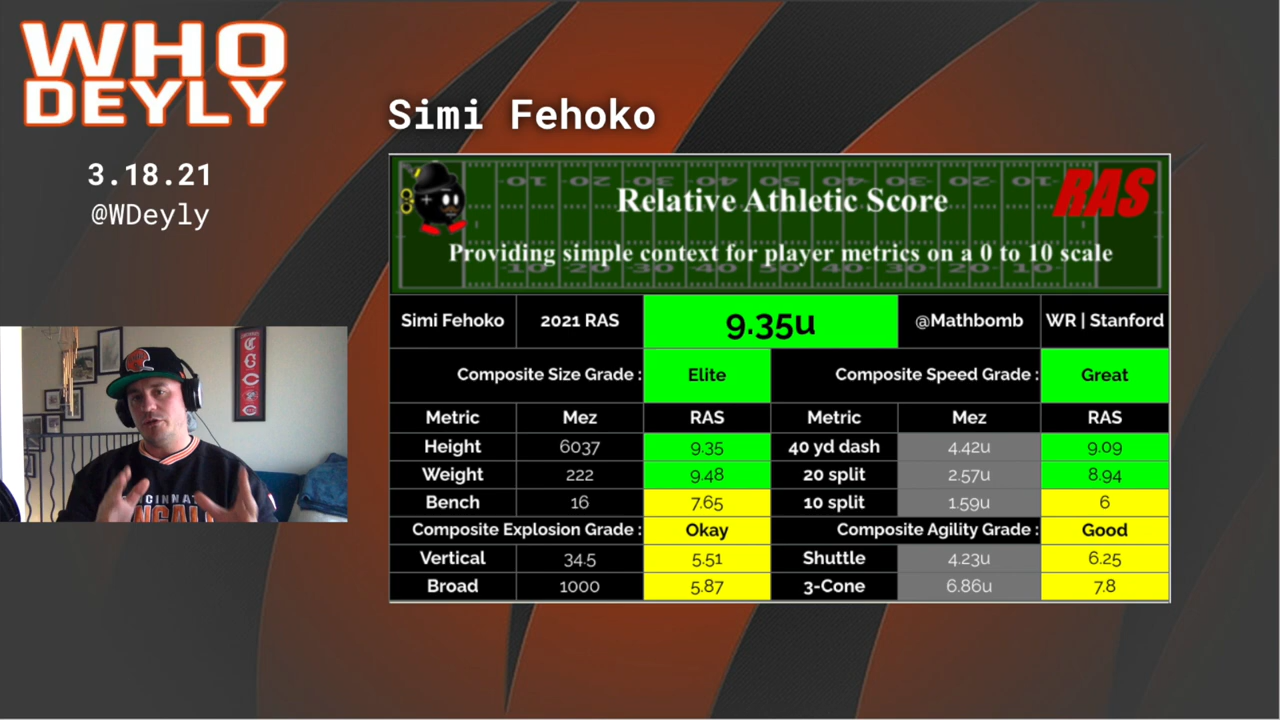 WHO
DEYLY
3.18.21
@WDeyly
Simi Fehoko
RAS
Relative Athletic Score
Providing simple context for player metrics on a 0 to 10 scale
Simi Fehoko 2021 RAS 9.35u @Mathbomb WR | Stanford
Composite Size Grade : Elite Composite Speed Grade : Great
Metric Mez RAS Metric Mez RAS
Height 6037 9.35 40 yd dash 4.42u 9.09
Weight 222 9.48 20 split 2.57u 8.94
Bench 16 7.65 10 split 1.59u 6
Composite Explosion Grade : Okay Composite Agility Grade : Good
Vertical 34.5 5.51 Shuttle 4.23u 6.25
Broad 1000 5.87 3-Cone 6.86u 7.8